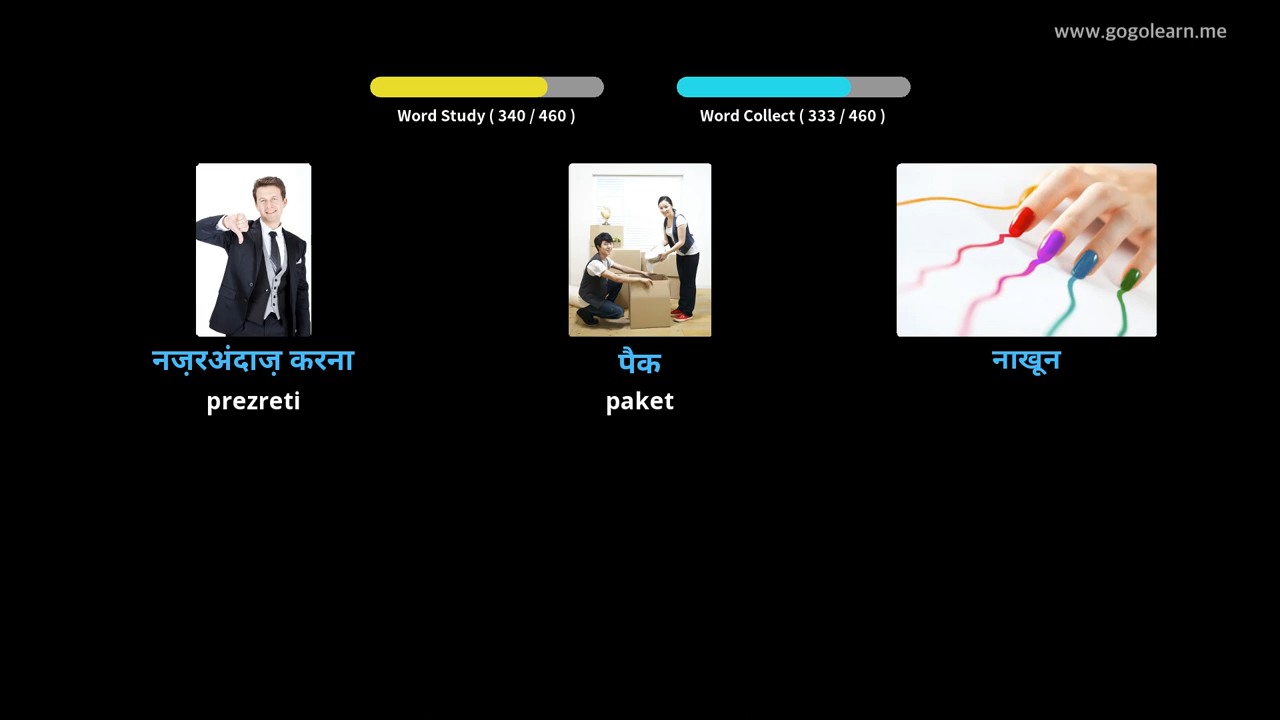 www.gogolearn.me
Word Study ( 340 / 460 )
Word Collect ( 333 / 460 )
नज़रअंदाज़ करना
पैक
नाखून
prezreti
paket